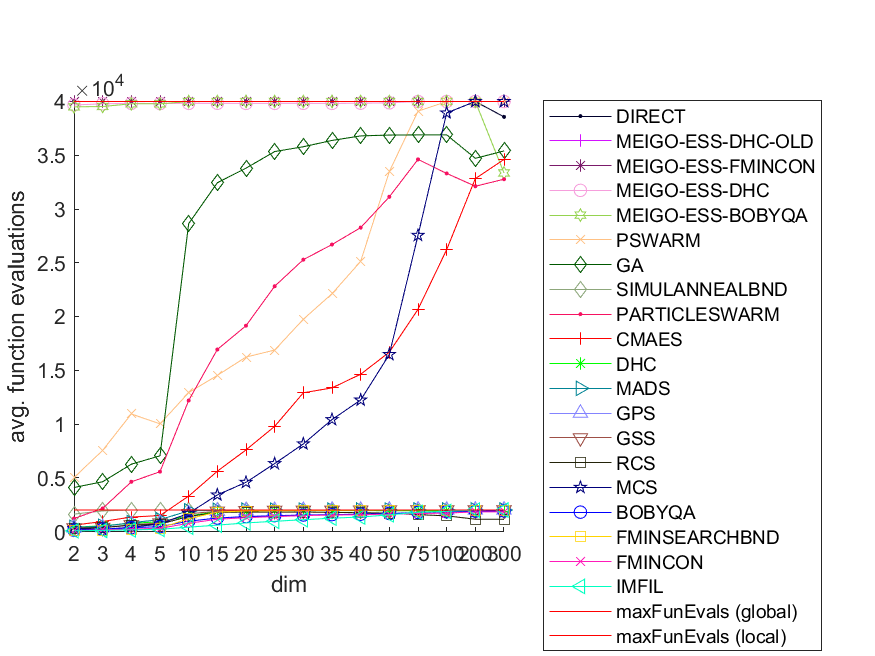 ×10^4
4
3.5
3
2.5
2
1.5
1
0.5
0
avg. function evaluations
2 3 4 5 10 15 20 25 30 35 40 50 75 100 200 300
dim
DIRECT
MEIGO-ESS-DHC-OLD
MEIGO-ESS-FMINCON
MEIGO-ESS-DHC
MEIGO-ESS-BOBYQA
PSWARM
GA
SIMULANNEALBND
PARTICLESWARM
CMAES
DHC
MADS
GPS
GSS
RCS
MCS
BOBYQA
FMINSEARCHBND
FMINCON
IMFIL
maxFunEvals (global)
maxFunEvals (local)